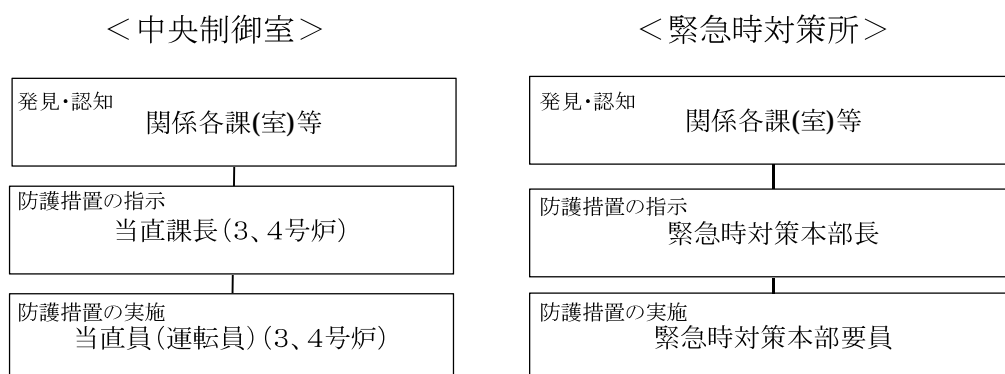 ＜中央制御室＞
発見・認知
関係各課(室)等
防護措置の指示
当直課長（3、4号炉）
防護措置の実施
当直員（運転員）（3、4号炉）
＜緊急時対策所＞
発見・認知
関係各課(室)等
防護措置の指示
緊急時対策本部長
防護措置の実施
緊急時対策本部要員